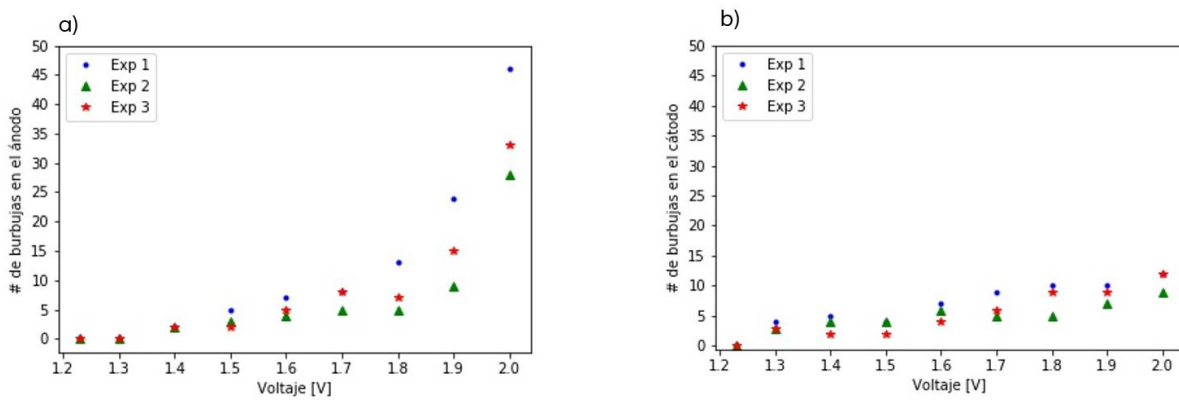 a)
50
45
40
35
30
25
20
15
10
5
0
# de burbujas en el ánodo
Exp 1
Exp 2
Exp 3
1.2 1.3 1.4 1.5 1.6 1.7 1.8 1.9 2.0
Voltaje [V]
b)
50
45
40
35
30
25
20
15
10
5
0
# de burbujas en el cátodo
Exp 1
Exp 2
Exp 3
1.2 1.3 1.4 1.5 1.6 1.7 1.8 1.9 2.0
Voltaje [V]